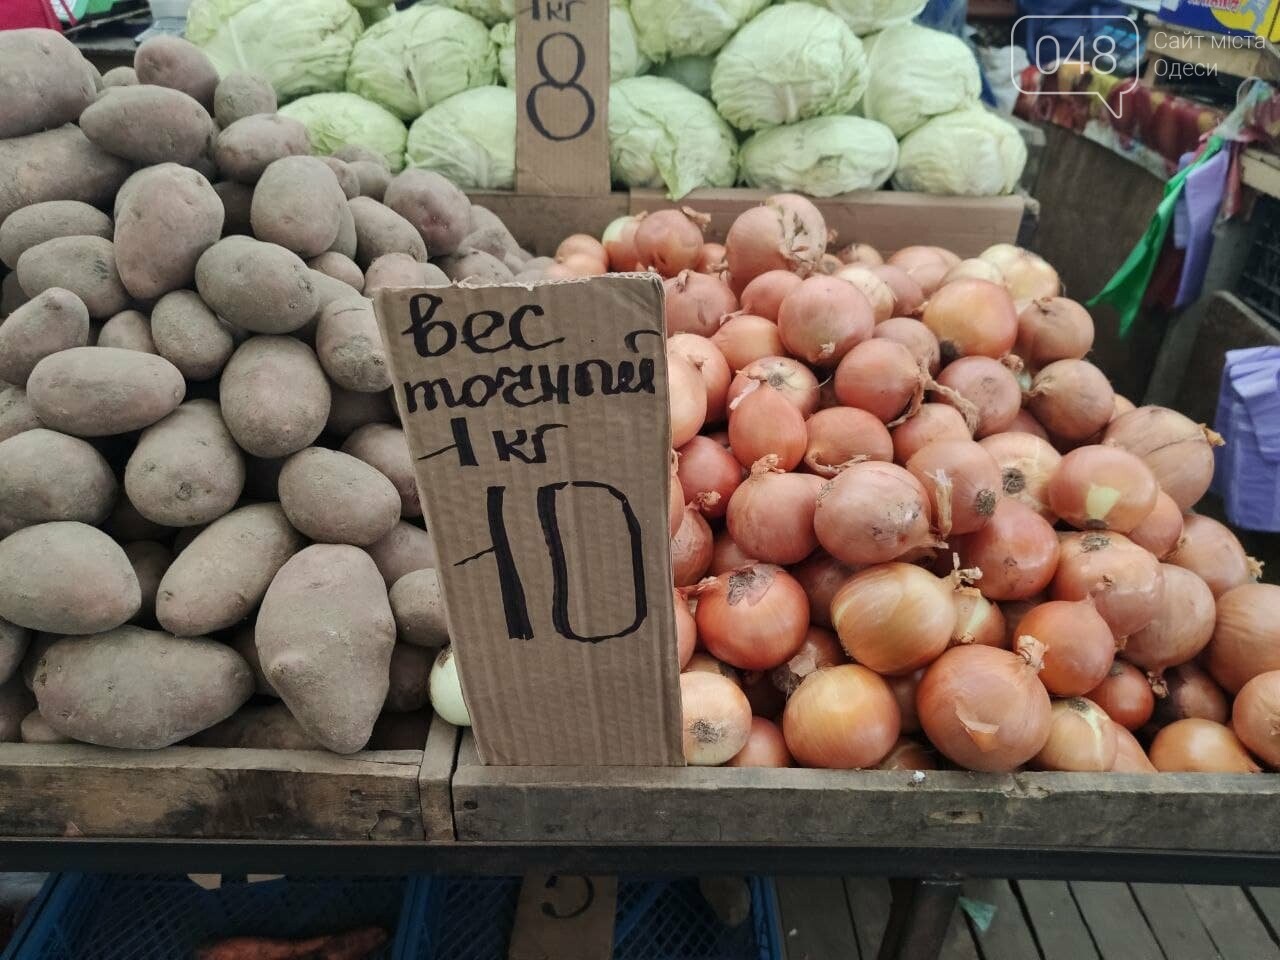 1кг
8
048 Сайт міста
Одеси
вес
точный
1кг
10